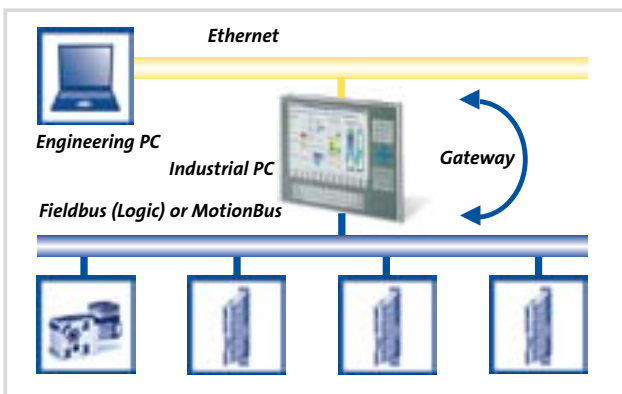 Ethernet
Engineering PC
Industrial PC
Gateway
Fieldbus (Logic) or MotionBus